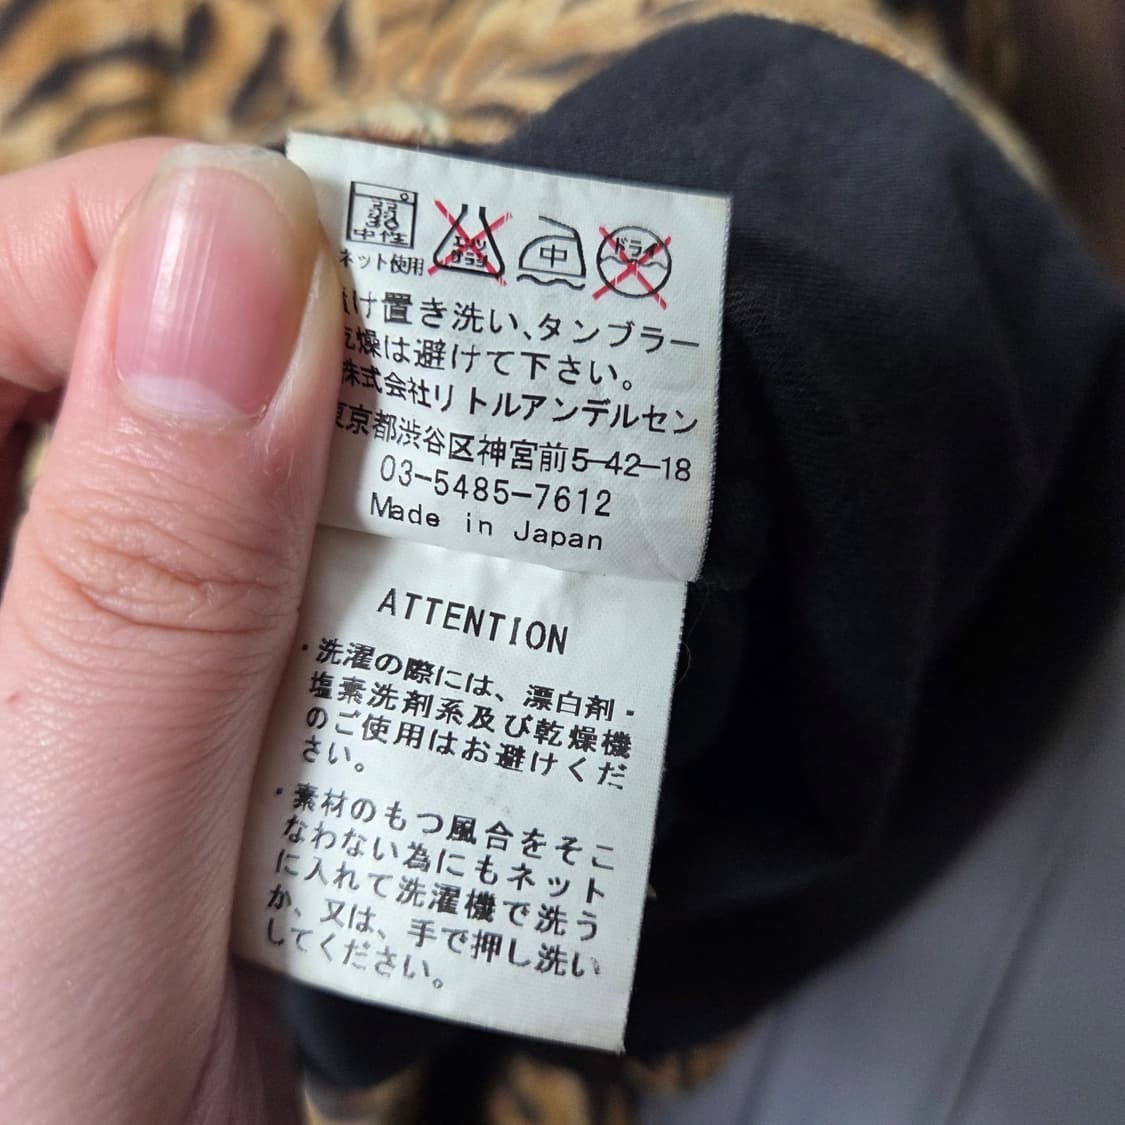 弱
30
中性
ネット使用
エンソ
サラシ
中
ドライ
け置き洗い、タンブラー
燥は避けて下さい。
株式会社リトルアンデルセン
東京都渋谷区神宮前5-42-18
03-5485-7612
Made in Japan
ATTENTION
・洗濯の際には、漂白剤・
塩素洗剤系及び乾燥機
のご使用はお避けくだ
さい。
・素材のもつ風合をそこ
なわない為にもネット
に入れて洗濯機で洗う
か、又は、手で押し洗い
してください。